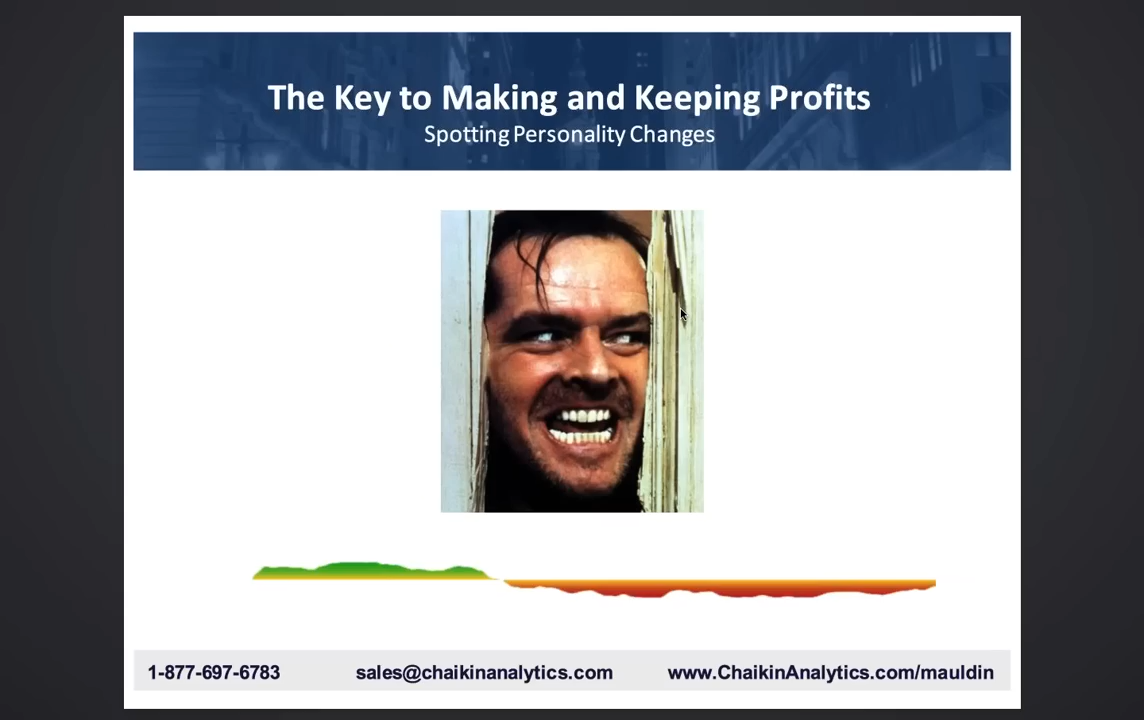 The Key to Making and Keeping Profits
Spotting Personality Changes
1-877-697-6783 sales@chaikinanalytics.com www.ChaikinAnalytics.com/mauldin